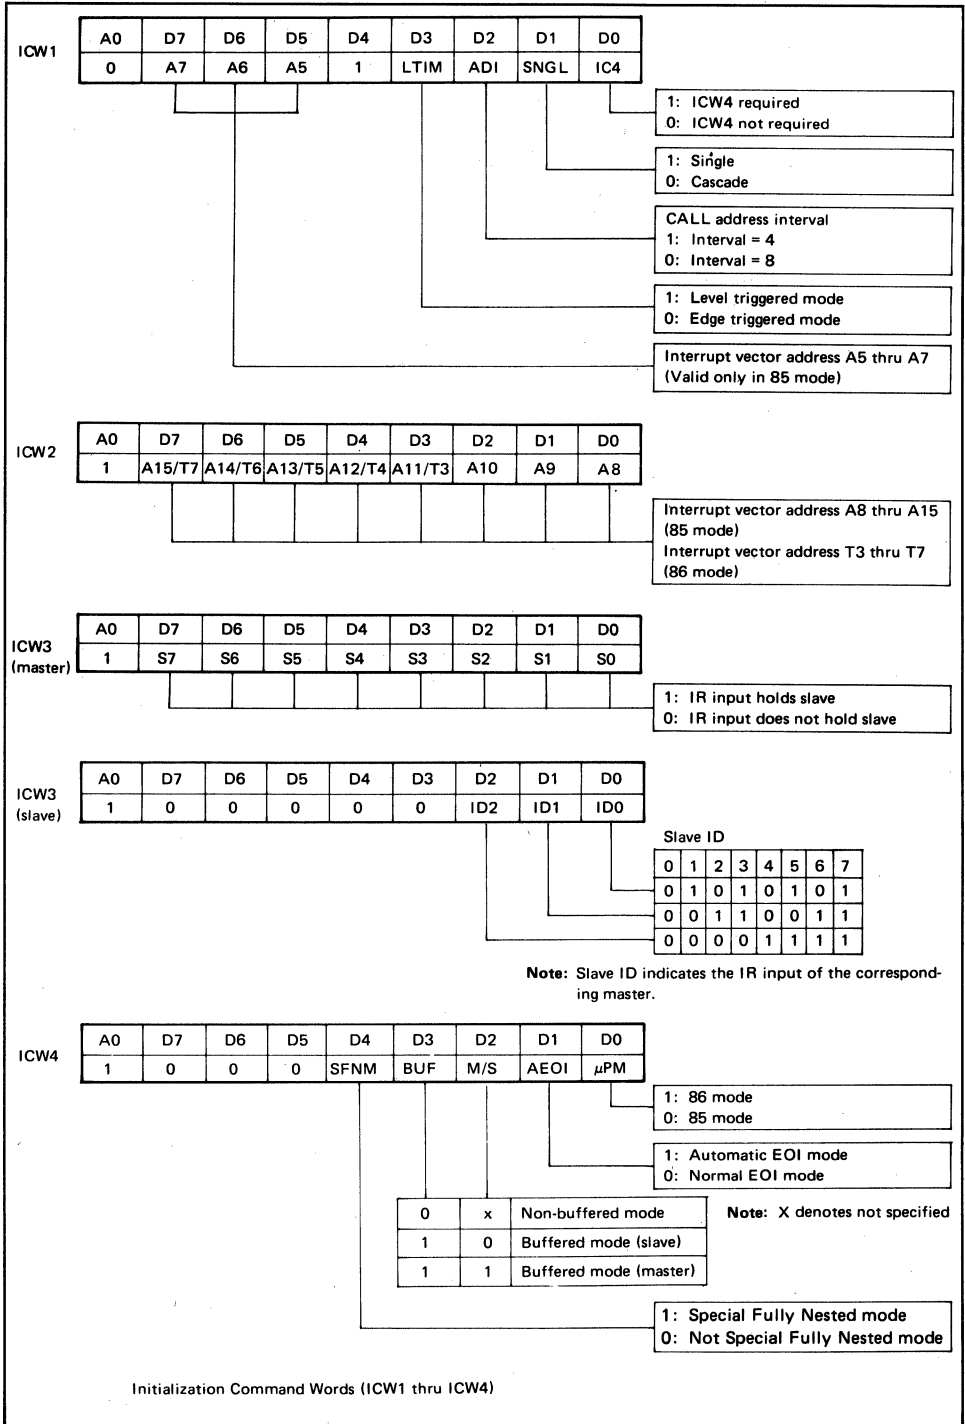 ICW1
A0 D7 D6 D5 D4 D3 D2 D1 D0
0 A7 A6 A5 1 LTIM ADI SNGL IC4
1: ICW4 required
0: ICW4 not required
1: Single
0: Cascade
CALL address interval
1: Interval = 4
0: Interval = 8
1: Level triggered mode
0: Edge triggered mode
Interrupt vector address A5 thru A7
(Valid only in 85 mode)
ICW2
A0 D7 D6 D5 D4 D3 D2 D1 D0
1 A15/T7 A14/T6 A13/T5 A12/T4 A11/T3 A10 A9 A8
Interrupt vector address A8 thru A15
(85 mode)
Interrupt vector address T3 thru T7
(86 mode)
ICW3
(master)
A0 D7 D6 D5 D4 D3 D2 D1 D0
1 S7 S6 S5 S4 S3 S2 S1 S0
1: IR input holds slave
0: IR input does not hold slave
ICW3
(slave)
A0 D7 D6 D5 D4 D3 D2 D1 D0
1 0 0 0 0 0 ID2 ID1 ID0
Slave ID
0 1 2 3 4 5 6 7
0 1 0 1 0 1 0 1
0 0 1 1 0 0 1 1
0 0 0 0 1 1 1 1
Note: Slave ID indicates the IR input of the correspond-
ing master.
ICW4
A0 D7 D6 D5 D4 D3 D2 D1 D0
1 0 0 0 SFNM BUF M/S AEOI μPM
1: 86 mode
0: 85 mode
1: Automatic EOI mode
0: Normal EOI mode
0 x Non-buffered mode
1 0 Buffered mode (slave)
1 1 Buffered mode (master)
Note: X denotes not specified
1: Special Fully Nested mode
0: Not Special Fully Nested mode
Initialization Command Words (ICW1 thru ICW4)